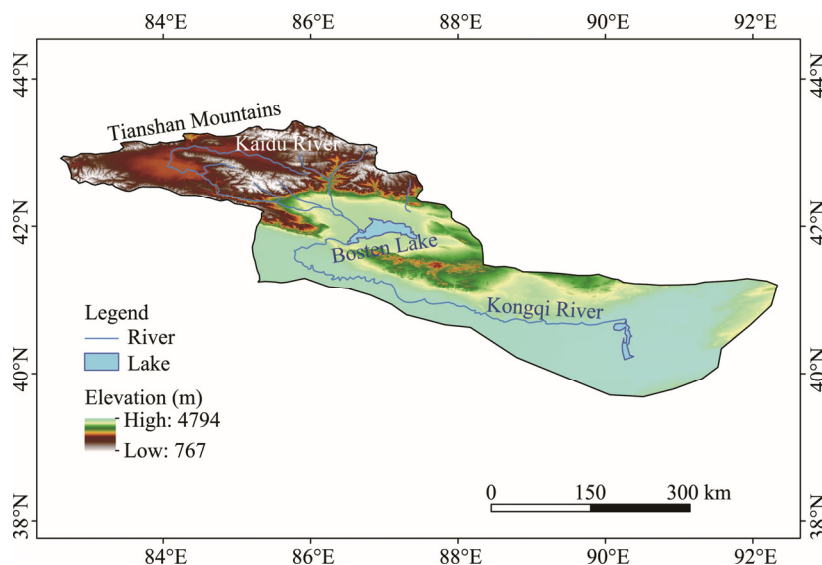 84°E 86°E 88°E 90°E 92°E
44°N 44°N
Tianshan Mountains
Kaidu River
42°N 42°N
Bosten Lake
Kongqi River
Legend
River
Lake
40°N 40°N
Elevation (m)
High: 4794
Low: 767
0 150 300 km
38°N 38°N
84°E 86°E 88°E 90°E 92°E